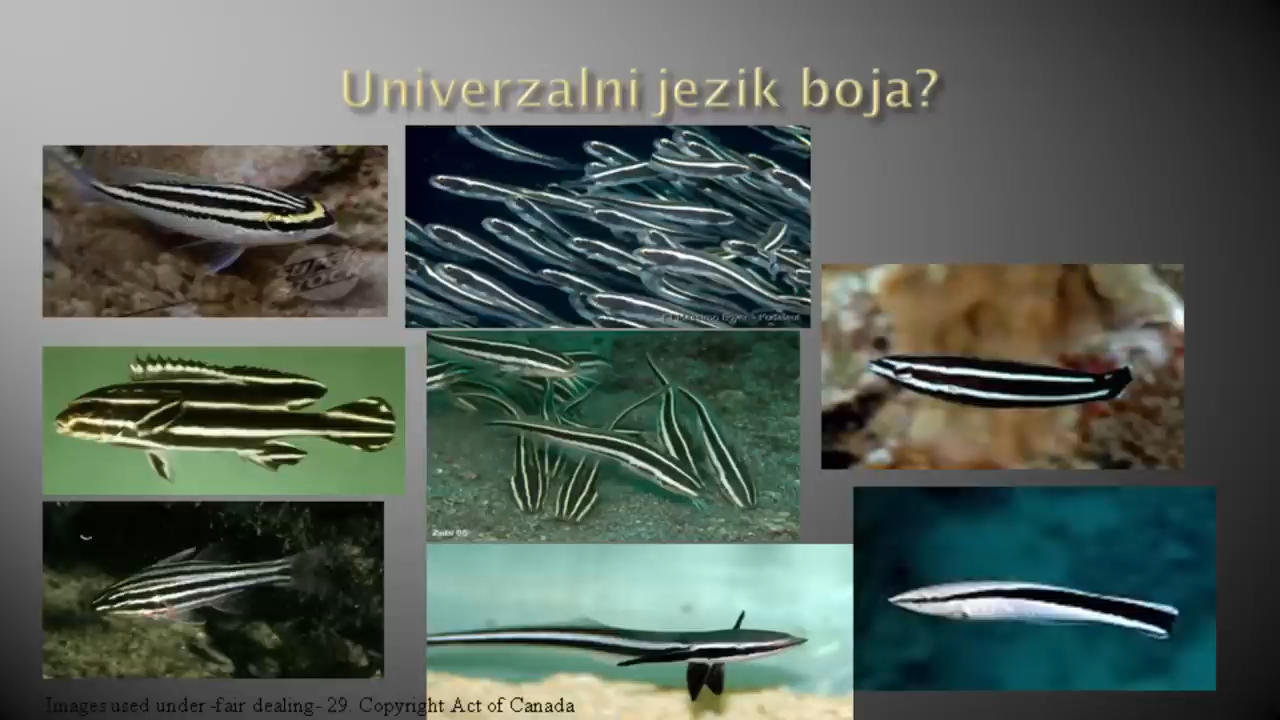 Univerzalni jezik boja?
Images used under -fair dealing- 29. Copyright Act of Canada